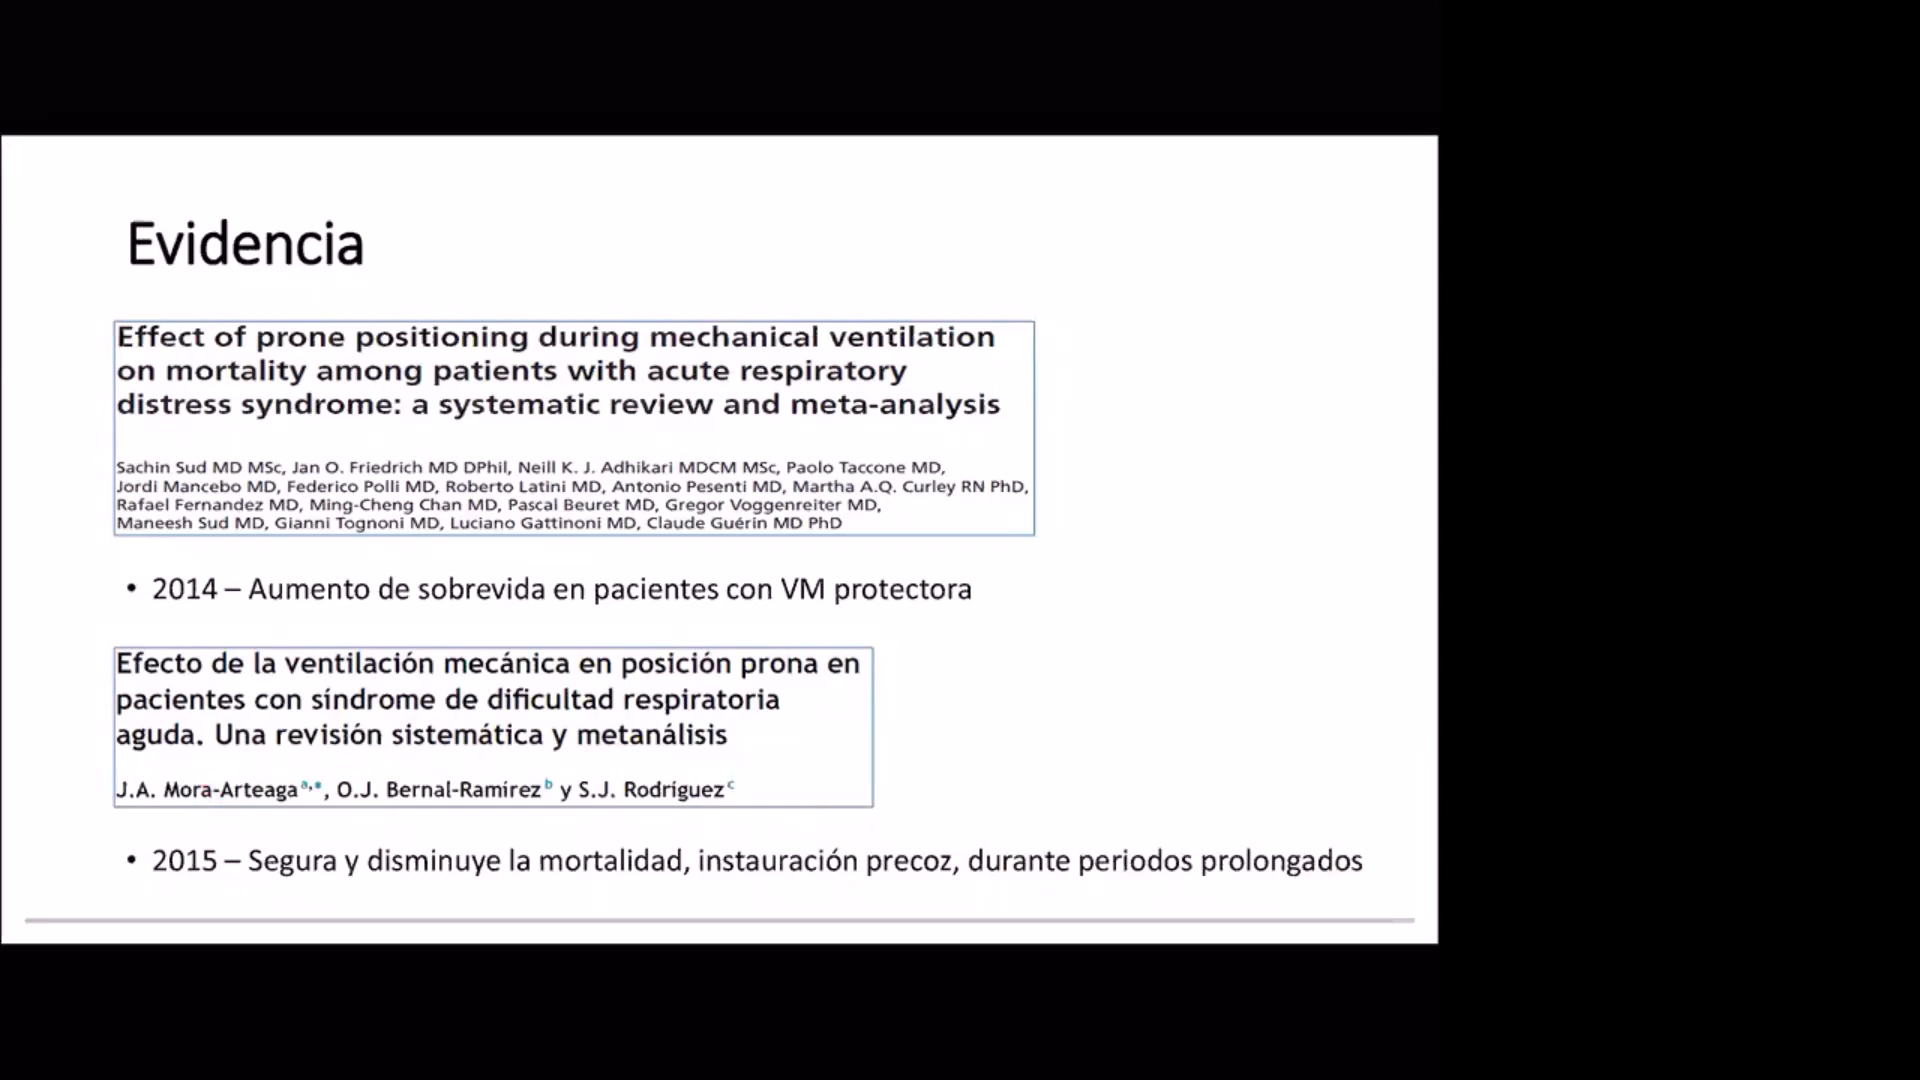 Evidencia
Effect of prone positioning during mechanical ventilation
on mortality among patients with acute respiratory
distress syndrome: a systematic review and meta-analysis
Sachin Sud MD MSc, Jan O. Friedrich MD DPhil, Neill K. J. Adhikari MDCM MSc, Paolo Taccone MD,
Jordi Mancebo MD, Federico Polli MD, Roberto Latini MD, Antonio Pesenti MD, Martha A.Q. Curley RN PhD,
Rafael Fernandez MD, Ming-Cheng Chan MD, Pascal Beuret MD, Gregor Voggenreiter MD,
Maneesh Sud MD, Gianni Tognoni MD, Luciano Gattinoni MD, Claude Guérin MD PhD
• 2014 – Aumento de sobrevida en pacientes con VM protectora
Efecto de la ventilación mecánica en posición prona en
pacientes con síndrome de dificultad respiratoria
aguda. Una revisión sistemática y metanálisis
J.A. Mora-Arteaga a,*, O.J. Bernal-Ramírez b y S.J. Rodríguez c
• 2015 – Segura y disminuye la mortalidad, instauración precoz, durante periodos prolongados